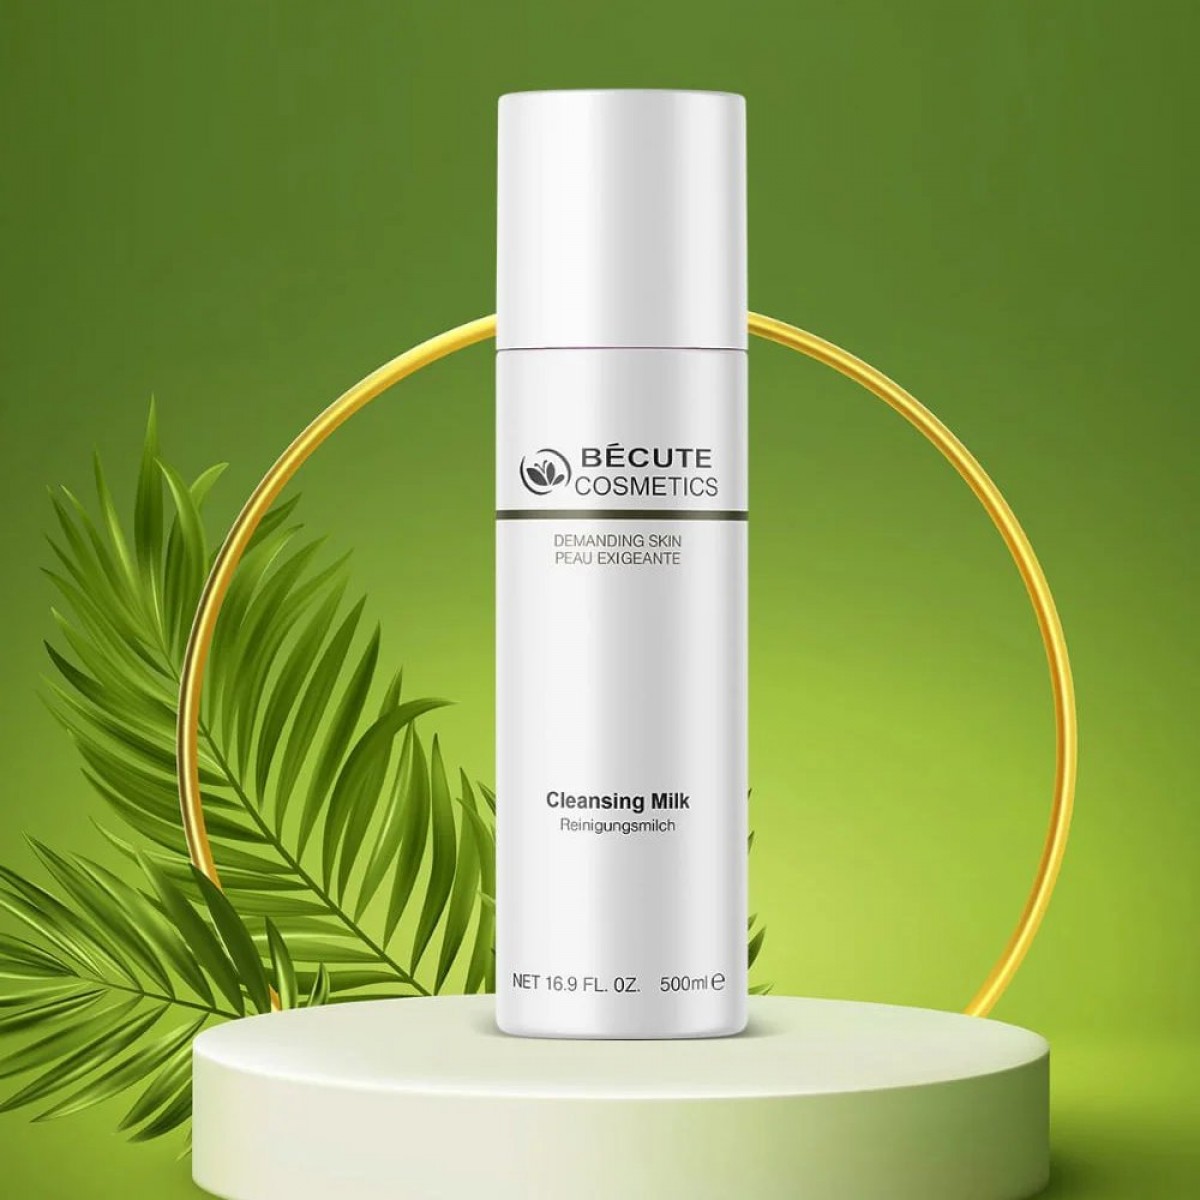 BÉCUTE
COSMETICS
DEMANDING SKIN
PEAU EXIGEANTE
Cleansing Milk
Reinigungsmilch
NET 16.9 FL. OZ. 500ml ℮